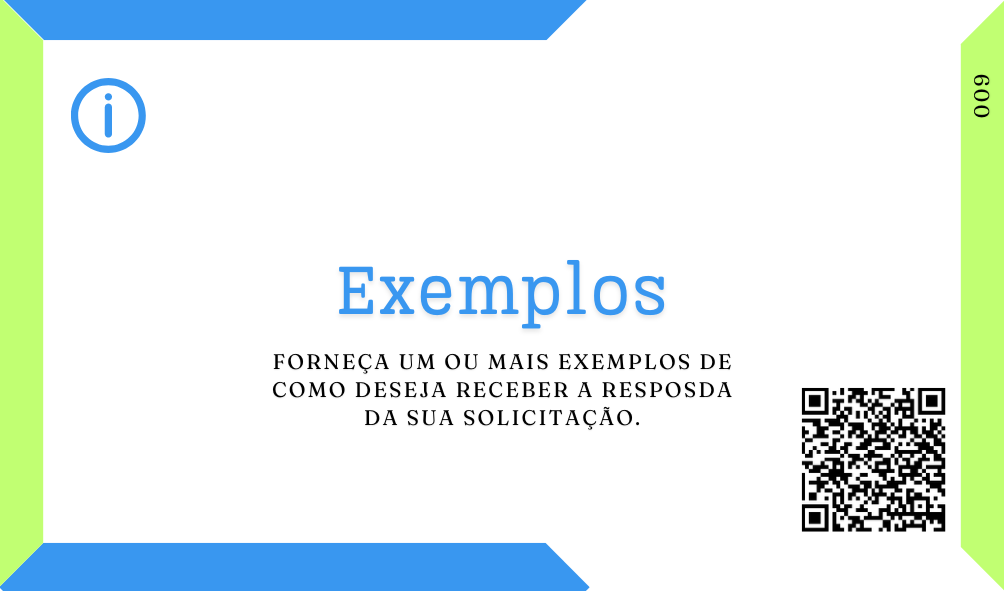 009
Exemplos
FORNEÇA UM OU MAIS EXEMPLOS DE
COMO DESEJA RECEBER A RESPOSDA
DA SUA SOLICITAÇÃO.